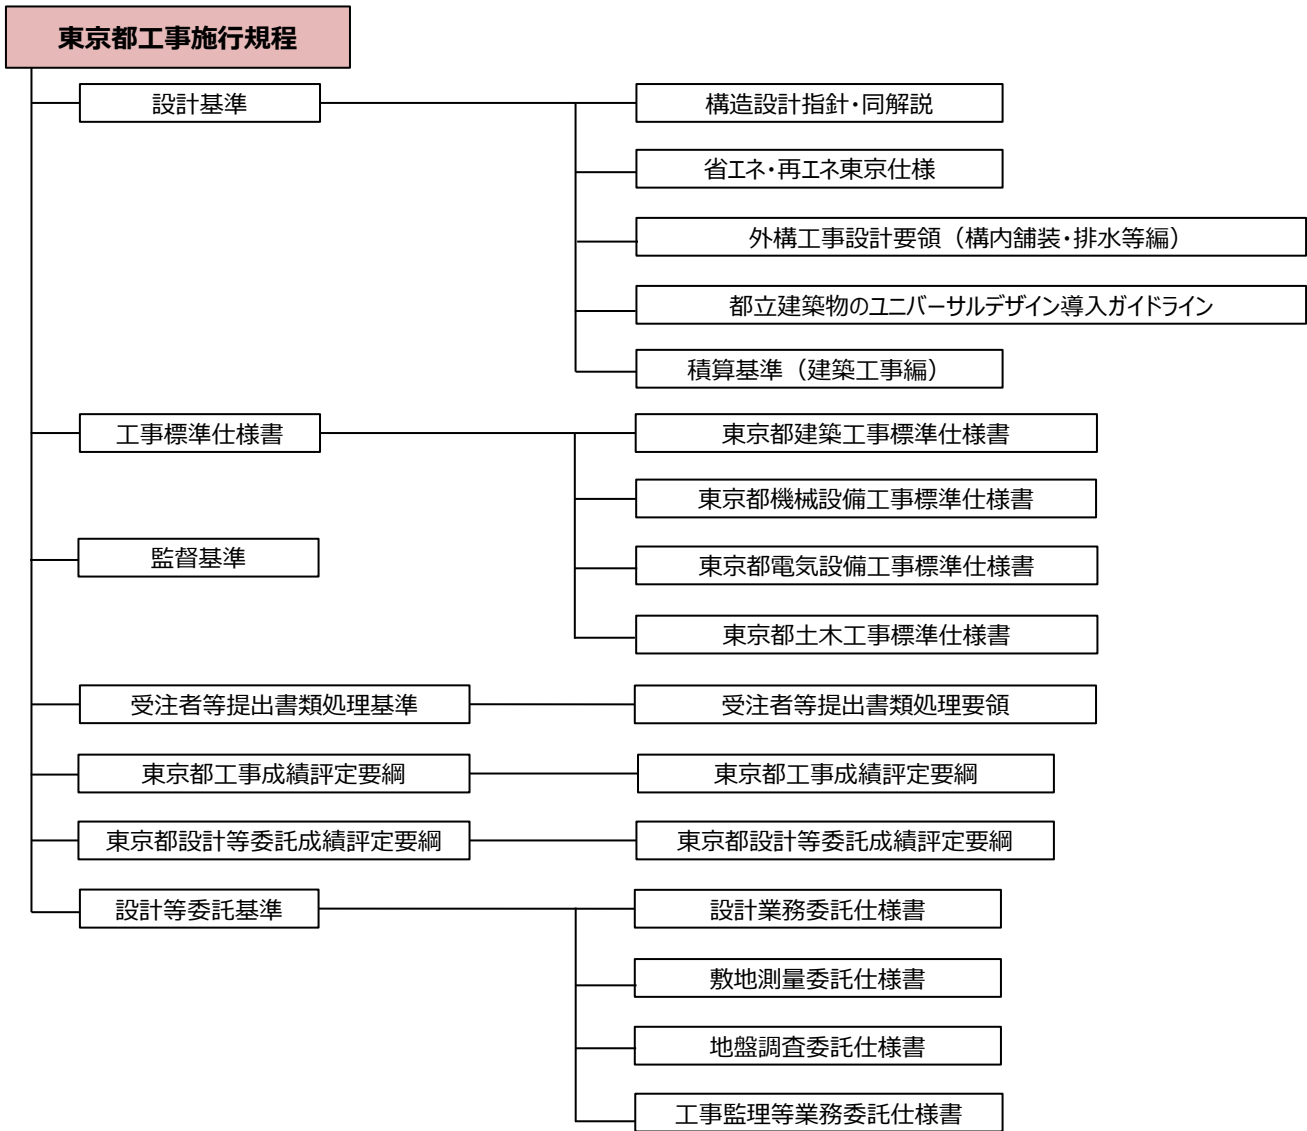 東京都工事施行規程
設計基準
構造設計指針・同解説
省エネ・再エネ東京仕様
外構工事設計要領（構内舗装・排水等編）
都立建築物のユニバーサルデザイン導入ガイドライン
積算基準（建築工事編）
工事標準仕様書
東京都建築工事標準仕様書
東京都機械設備工事標準仕様書
東京都電気設備工事標準仕様書
東京都土木工事標準仕様書
監督基準
受注者等提出書類処理基準
受注者等提出書類処理要領
東京都工事成績評定要綱
東京都工事成績評定要綱
東京都設計等委託成績評定要綱
東京都設計等委託成績評定要綱
設計等委託基準
設計業務委託仕様書
敷地測量委託仕様書
地盤調査委託仕様書
工事監理等業務委託仕様書